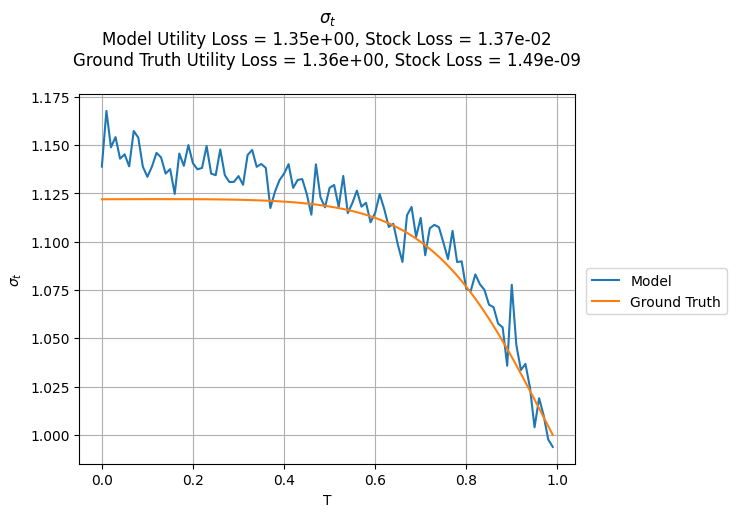 σ_t
Model Utility Loss = 1.35e+00, Stock Loss = 1.37e-02
Ground Truth Utility Loss = 1.36e+00, Stock Loss = 1.49e-09
1.175
1.150
1.125
1.100
1.075
1.050
1.025
1.000
σ_t
0.0 0.2 0.4 0.6 0.8 1.0
T
Model
Ground Truth